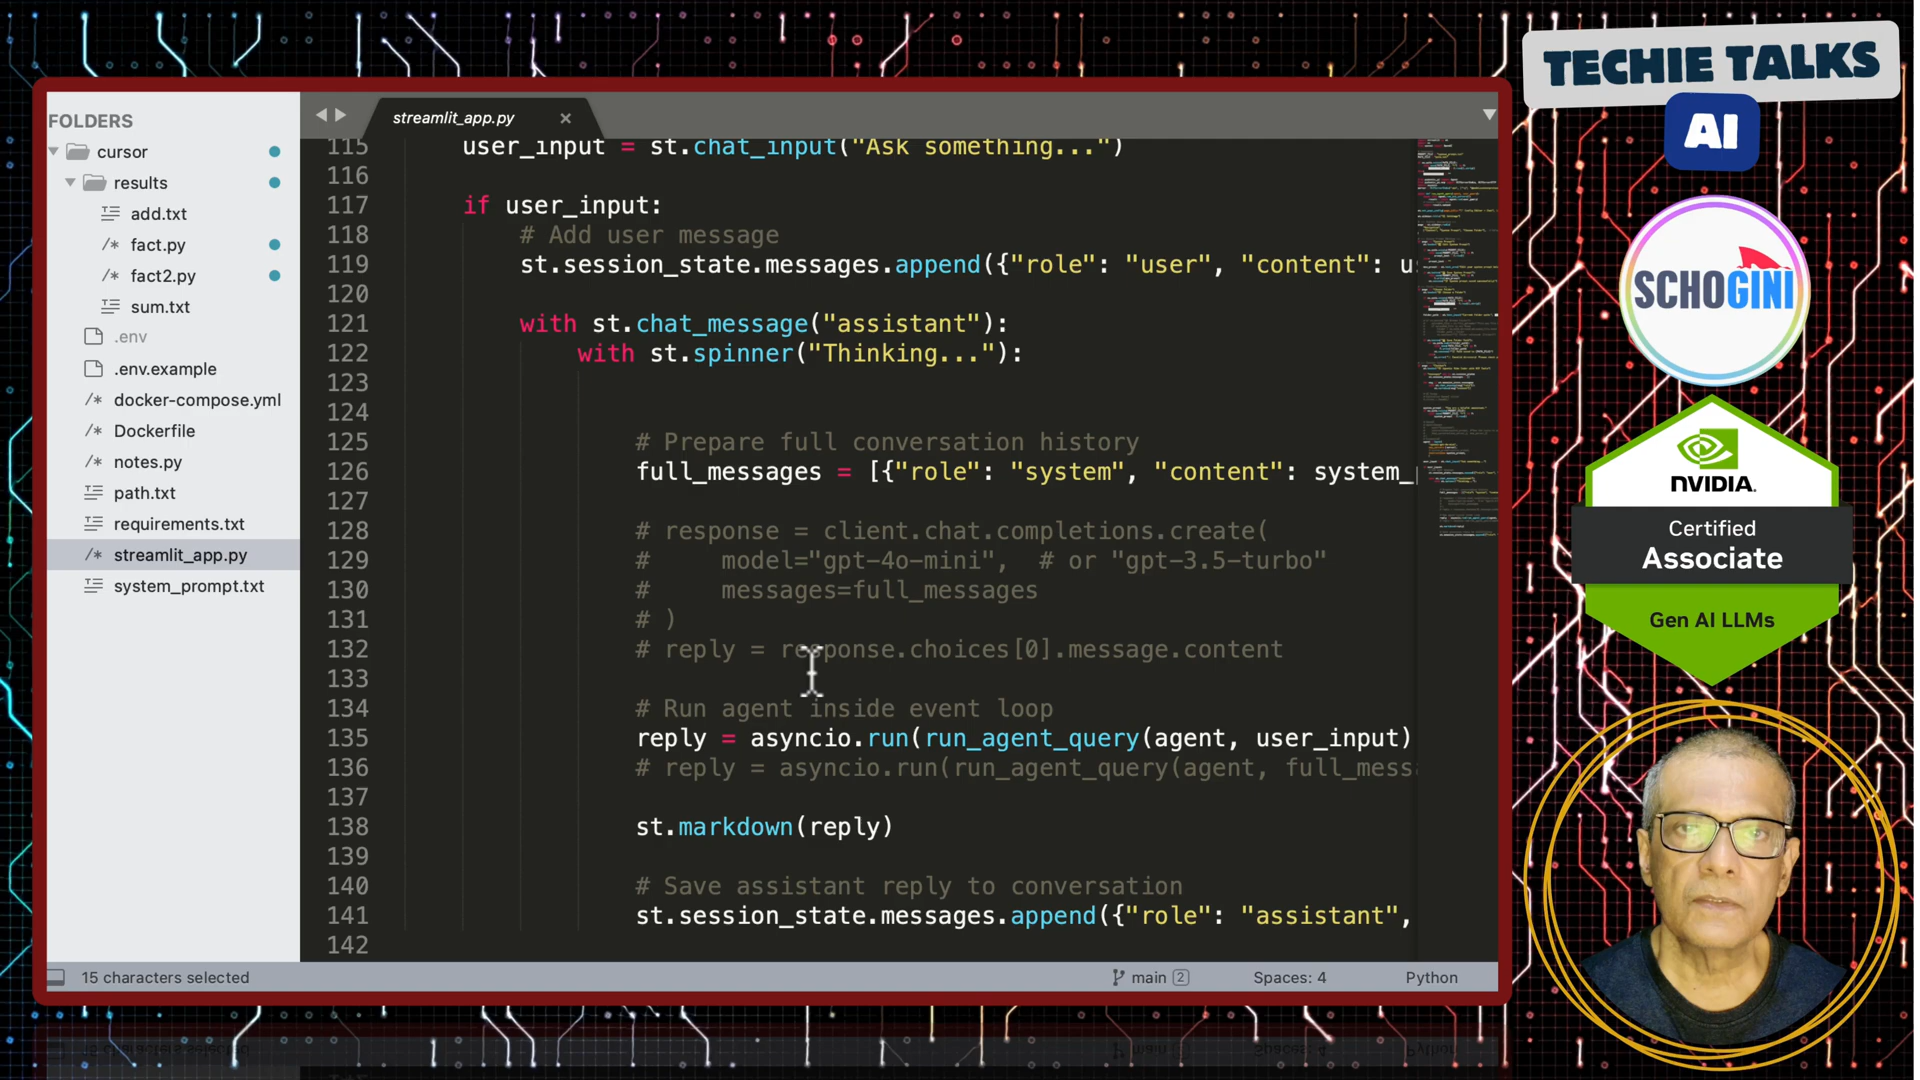 TECHIE TALKS
AI
SCHOGINI
NVIDIA.
Certified
Associate
Gen AI LLMs
FOLDERS
cursor
results
add.txt
/* fact.py
/* fact2.py
sum.txt
.env
.env.example
/* docker-compose.yml
/* Dockerfile
/* notes.py
path.txt
requirements.txt
/* streamlit_app.py
system_prompt.txt
streamlit_app.py
115 user_input = st.chat_input("Ask something...")
116
117 if user_input:
118 # Add user message
119 st.session_state.messages.append({"role": "user", "content": u
120
121 with st.chat_message("assistant"):
122 with st.spinner("Thinking..."):
123
124
125 # Prepare full conversation history
126 full_messages = [{"role": "system", "content": system_
127
128 # response = client.chat.completions.create(
129 # model="gpt-4o-mini", # or "gpt-3.5-turbo"
130 # messages=full_messages
131 # )
132 # reply = response.choices[0].message.content
133
134 # Run agent inside event loop
135 reply = asyncio.run(run_agent_query(agent, user_input)
136 # reply = asyncio.run(run_agent_query(agent, full_mess
137
138 st.markdown(reply)
139
140 # Save assistant reply to conversation
141 st.session_state.messages.append({"role": "assistant",
142
15 characters selected
main 2
Spaces: 4
Python